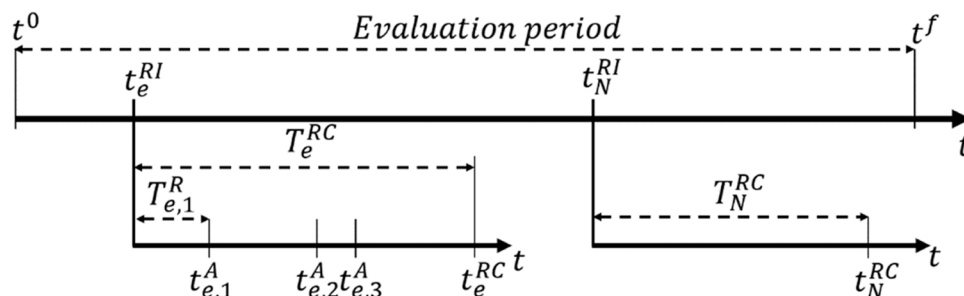 t^0 Evaluation period t^f
t_e^{RI} t_N^{RI}
t
T_e^{RC}
T_{e,1}^R T_N^{RC}
t t
t_{e,1}^A t_{e,2}^A t_{e,3}^A t_e^{RC} t_N^{RC}